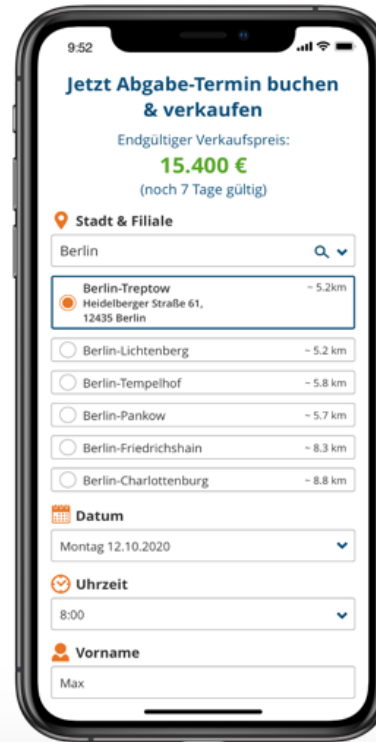 9:52
Jetzt Abgabe-Termin buchen
& verkaufen
Endgültiger Verkaufspreis:
15.400 €
(noch 7 Tage gültig)
Stadt & Filiale
Berlin
Berlin-Treptow ~ 5.2km
Heidelberger Straße 61,
12435 Berlin
Berlin-Lichtenberg ~ 5.2 km
Berlin-Tempelhof ~ 5.8 km
Berlin-Pankow ~ 5.7 km
Berlin-Friedrichshain ~ 8.3 km
Berlin-Charlottenburg ~ 8.8 km
Datum
Montag 12.10.2020
Uhrzeit
8:00
Vorname
Max